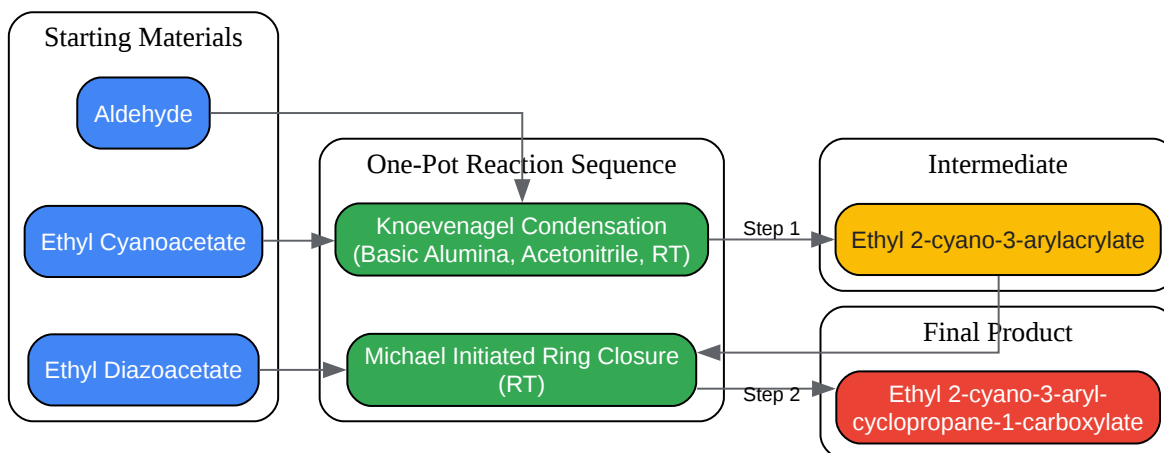 Starting Materials
Aldehyde
Ethyl Cyanoacetate
Ethyl Diazoacetate
One-Pot Reaction Sequence
Knoevenagel Condensation
(Basic Alumina, Acetonitrile, RT)
Michael Initiated Ring Closure
(RT)
Step 1
Step 2
Intermediate
Ethyl 2-cyano-3-arylacrylate
Final Product
Ethyl 2-cyano-3-aryl-
cyclopropane-1-carboxylate